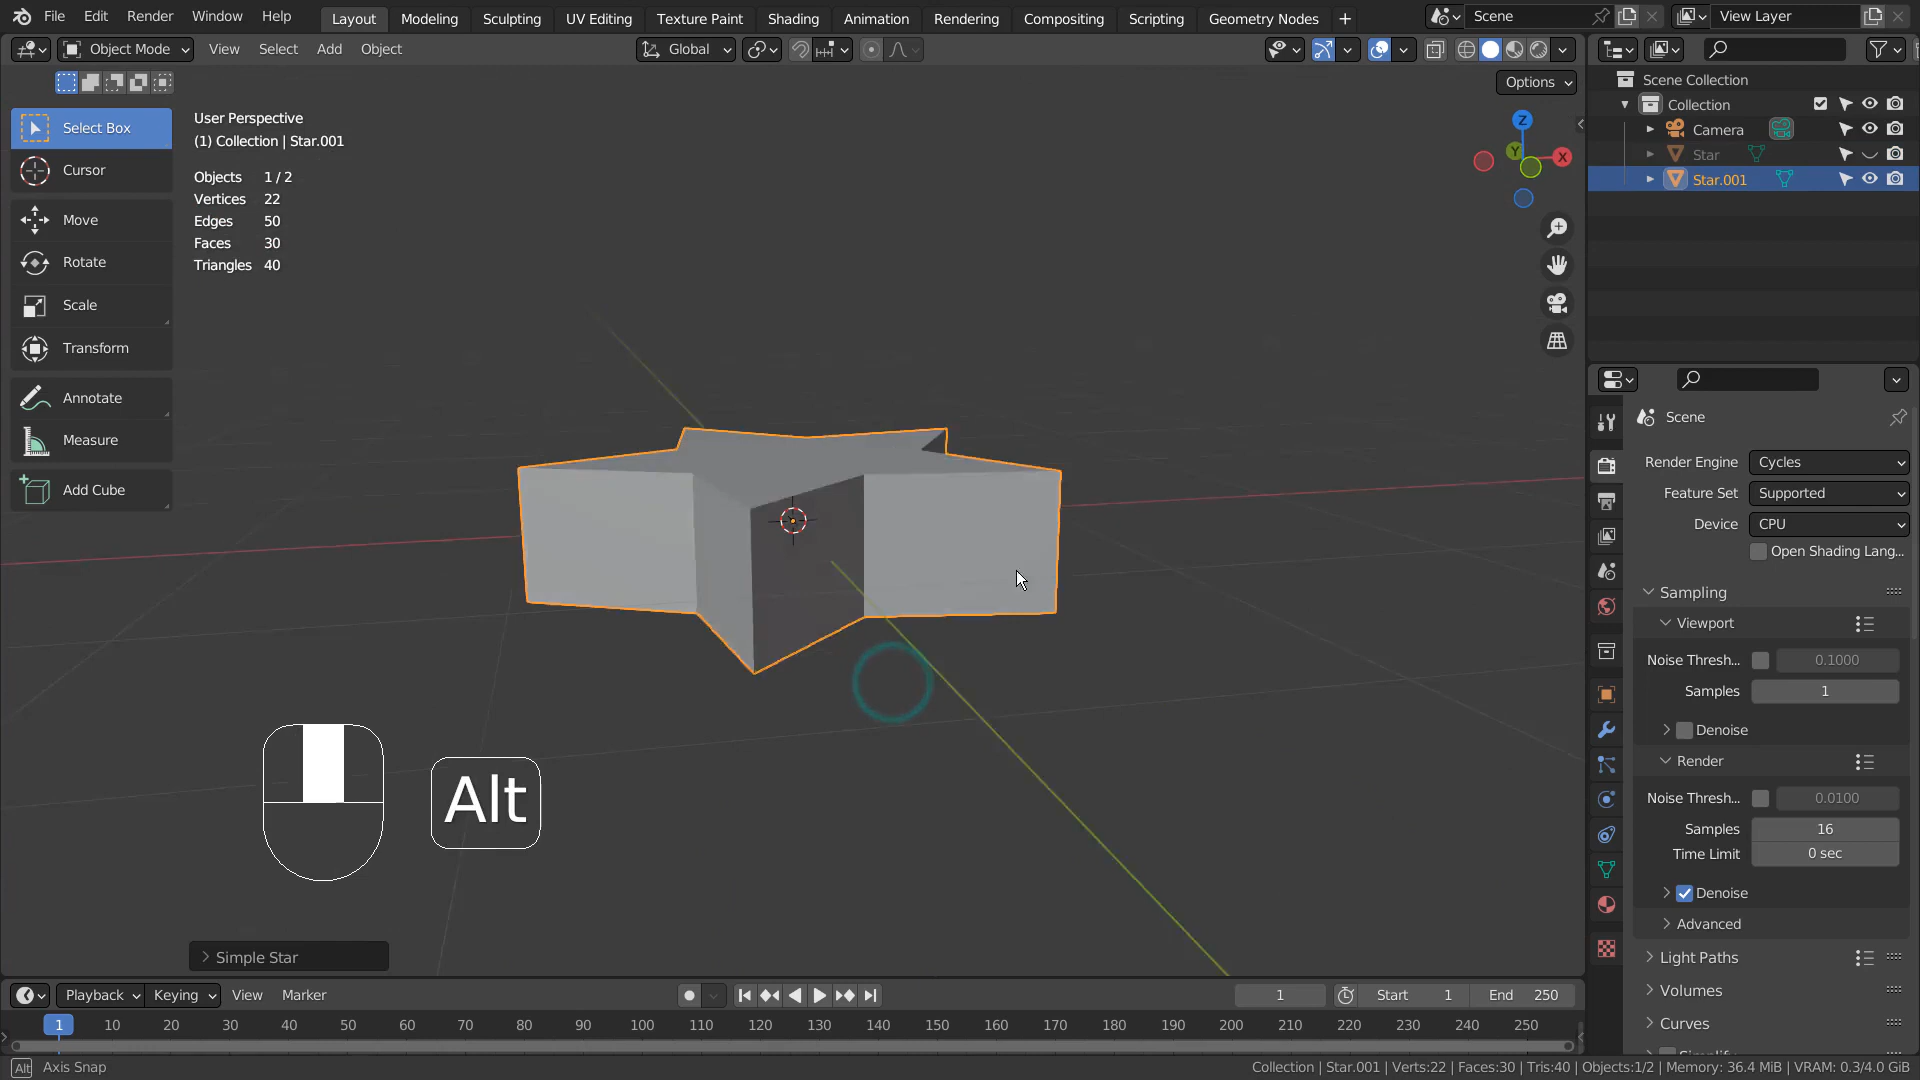 File Edit Render Window Help Layout Modeling Sculpting UV Editing Texture Paint Shading Animation Rendering Compositing Scripting Geometry Nodes + Scene View Layer
Object Mode View Select Add Object Global
Options
Select Box
Cursor
Move
Rotate
Scale
Transform
Annotate
Measure
Add Cube
User Perspective
(1) Collection | Star.001
Objects 1 / 2
Vertices 22
Edges 50
Faces 30
Triangles 40
Z
Y
X
Alt
Simple Star
Scene Collection
Collection
Camera
Star
Star.001
Scene
Render Engine Cycles
Feature Set Supported
Device CPU
Open Shading Lang...
Sampling
Viewport
Noise Thresh... 0.1000
Samples 1
Denoise
Render
Noise Thresh... 0.0100
Samples 16
Time Limit 0 sec
Denoise
Advanced
Light Paths
Volumes
Curves
Playback Keying View Marker 1 Start 1 End 250
1 10 20 30 40 50 60 70 80 90 100 110 120 130 140 150 160 170 180 190 200 210 220 230 240 250
Alt Axis Snap Collection | Star.001 | Verts:22 | Faces:30 | Tris:40 | Objects:1/2 | Memory: 36.4 MiB | VRAM: 0.3/4.0 GiB